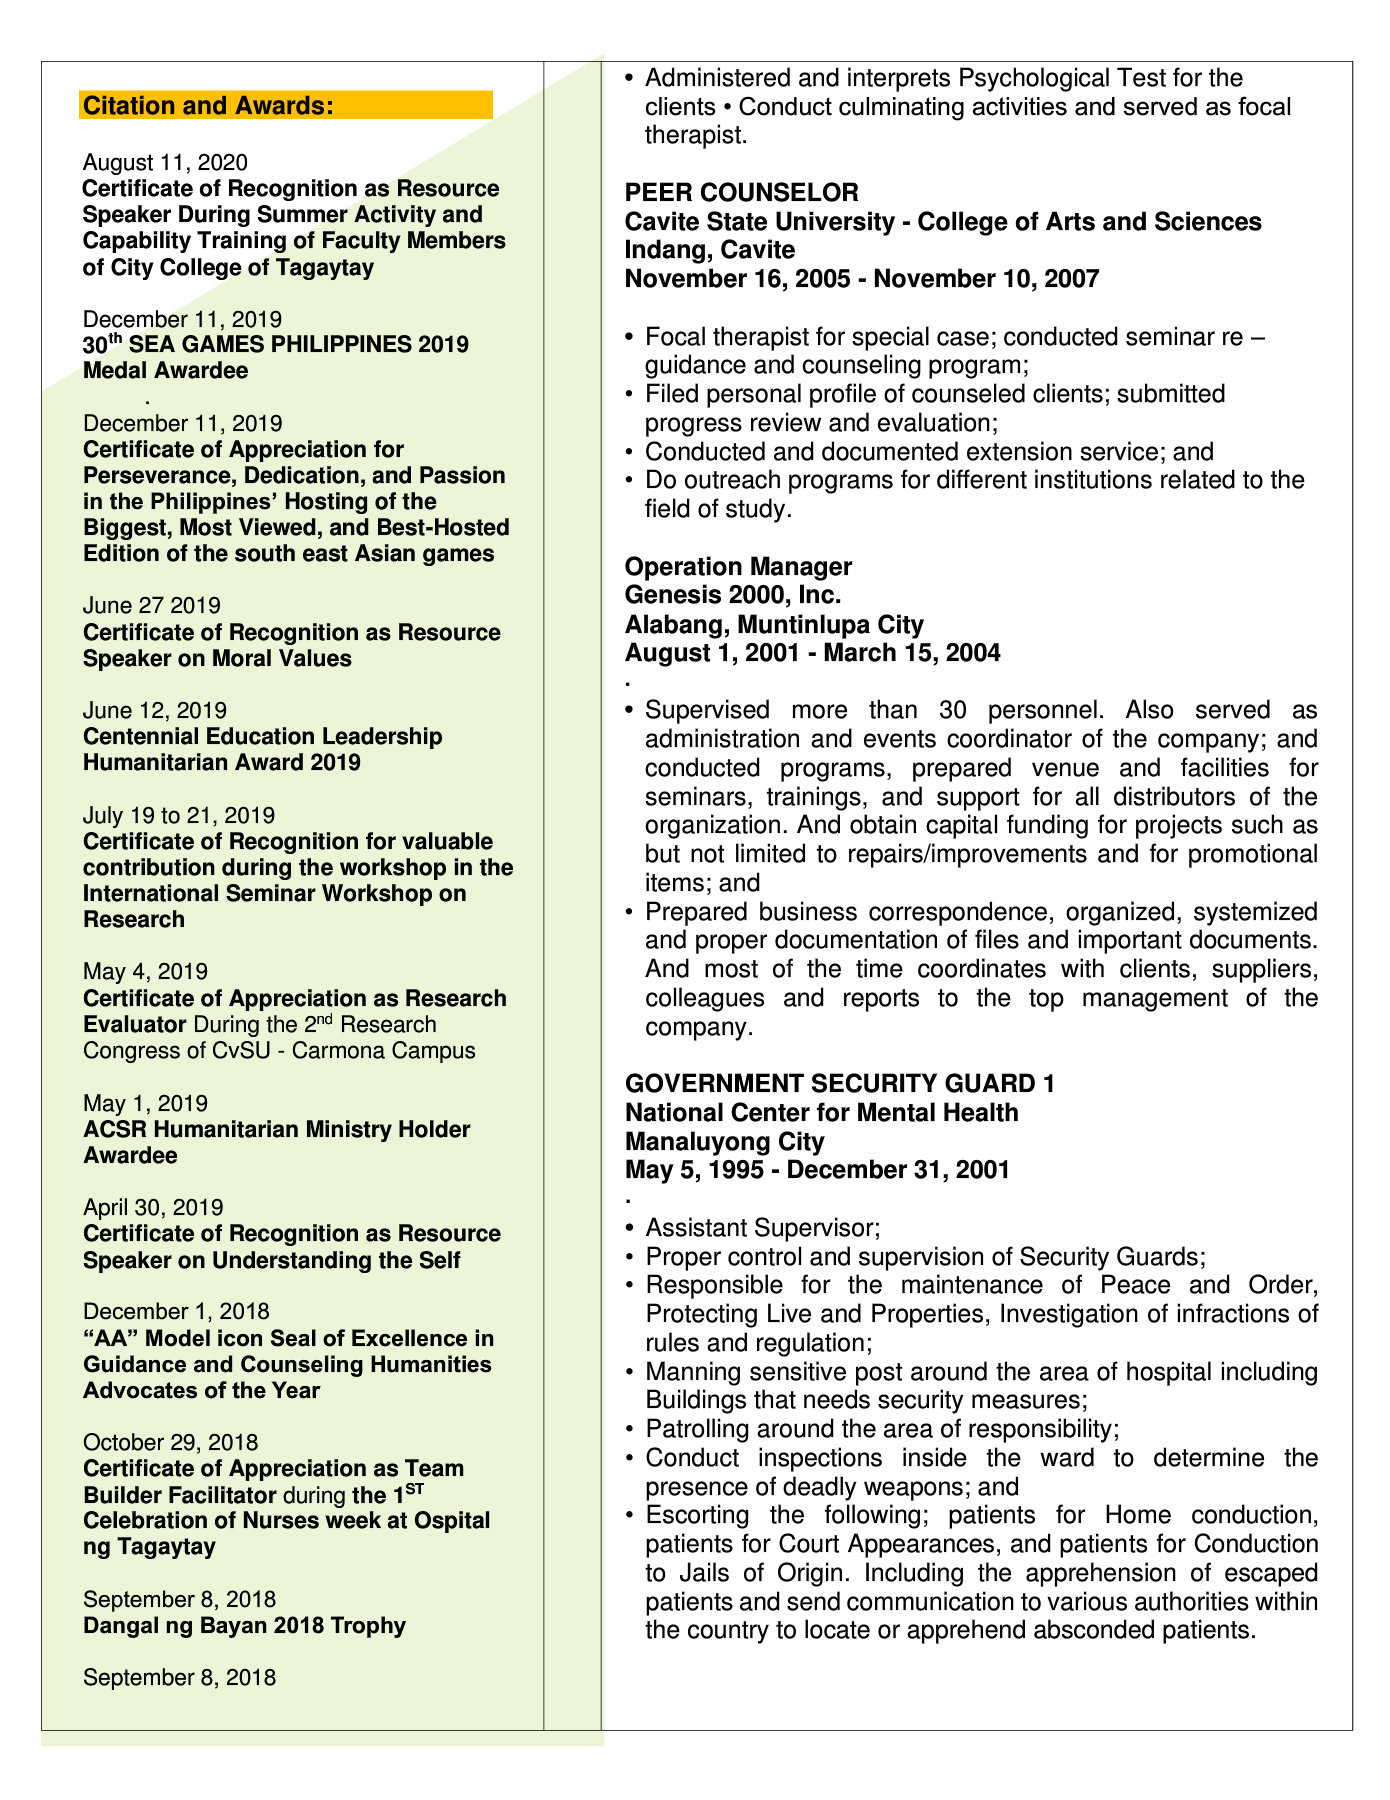 Citation and Awards:
August 11, 2020
Certificate of Recognition as Resource
Speaker During Summer Activity and
Capability Training of Faculty Members
of City College of Tagaytay
December 11, 2019
30th SEA GAMES PHILIPPINES 2019
Medal Awardee
.
December 11, 2019
Certificate of Appreciation for
Perseverance, Dedication, and Passion
in the Philippines’ Hosting of the
Biggest, Most Viewed, and Best-Hosted
Edition of the south east Asian games
June 27 2019
Certificate of Recognition as Resource
Speaker on Moral Values
June 12, 2019
Centennial Education Leadership
Humanitarian Award 2019
July 19 to 21, 2019
Certificate of Recognition for valuable
contribution during the workshop in the
International Seminar Workshop on
Research
May 4, 2019
Certificate of Appreciation as Research
Evaluator During the 2nd Research
Congress of CvSU - Carmona Campus
May 1, 2019
ACSR Humanitarian Ministry Holder
Awardee
April 30, 2019
Certificate of Recognition as Resource
Speaker on Understanding the Self
December 1, 2018
“AA” Model icon Seal of Excellence in
Guidance and Counseling Humanities
Advocates of the Year
October 29, 2018
Certificate of Appreciation as Team
Builder Facilitator during the 1ST
Celebration of Nurses week at Ospital
ng Tagaytay
September 8, 2018
Dangal ng Bayan 2018 Trophy
September 8, 2018
• Administered and interprets Psychological Test for the
clients • Conduct culminating activities and served as focal
therapist.
PEER COUNSELOR
Cavite State University - College of Arts and Sciences
Indang, Cavite
November 16, 2005 - November 10, 2007
• Focal therapist for special case; conducted seminar re –
guidance and counseling program;
• Filed personal profile of counseled clients; submitted
progress review and evaluation;
• Conducted and documented extension service; and
• Do outreach programs for different institutions related to the
field of study.
Operation Manager
Genesis 2000, Inc.
Alabang, Muntinlupa City
August 1, 2001 - March 15, 2004
.
• Supervised more than 30 personnel. Also served as
administration and events coordinator of the company; and
conducted programs, prepared venue and facilities for
seminars, trainings, and support for all distributors of the
organization. And obtain capital funding for projects such as
but not limited to repairs/improvements and for promotional
items; and
• Prepared business correspondence, organized, systemized
and proper documentation of files and important documents.
And most of the time coordinates with clients, suppliers,
colleagues and reports to the top management of the
company.
GOVERNMENT SECURITY GUARD 1
National Center for Mental Health
Manaluyong City
May 5, 1995 - December 31, 2001
.
• Assistant Supervisor;
• Proper control and supervision of Security Guards;
• Responsible for the maintenance of Peace and Order,
Protecting Live and Properties, Investigation of infractions of
rules and regulation;
• Manning sensitive post around the area of hospital including
Buildings that needs security measures;
• Patrolling around the area of responsibility;
• Conduct inspections inside the ward to determine the
presence of deadly weapons; and
• Escorting the following; patients for Home conduction,
patients for Court Appearances, and patients for Conduction
to Jails of Origin. Including the apprehension of escaped
patients and send communication to various authorities within
the country to locate or apprehend absconded patients.